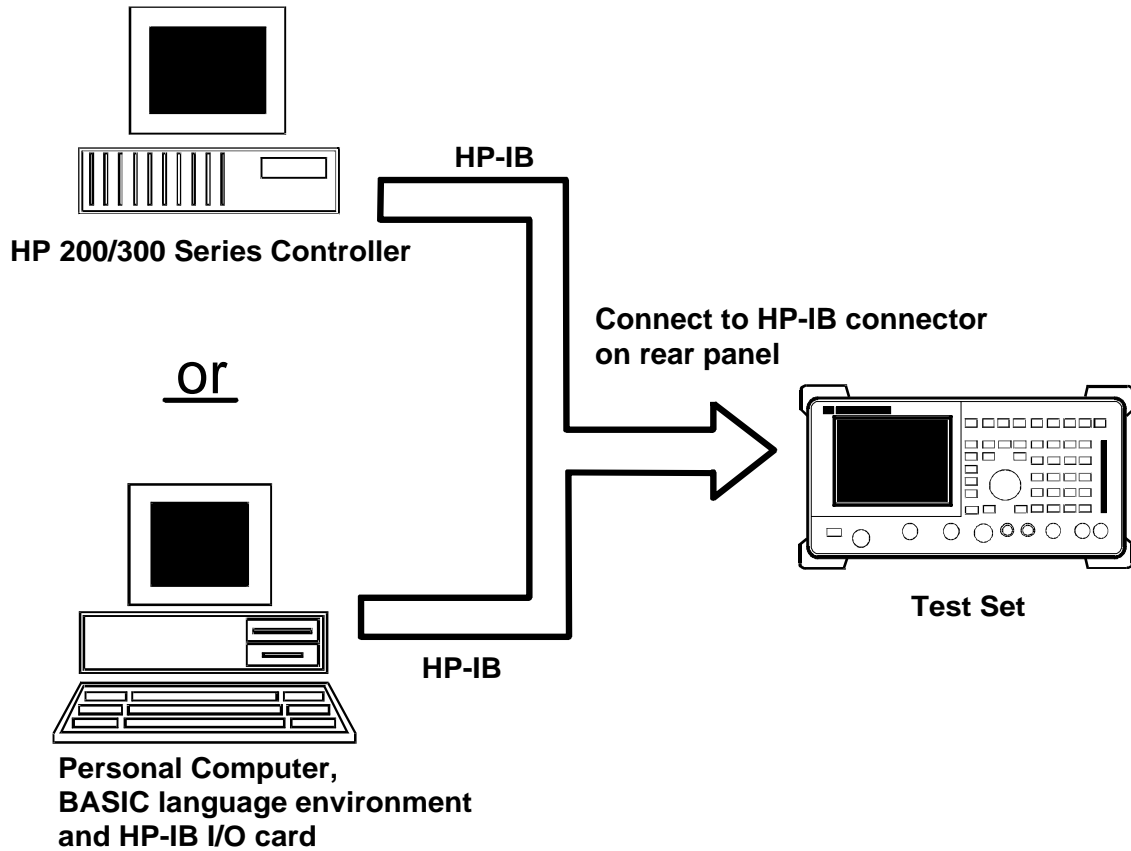 HP-IB
HP 200/300 Series Controller
Connect to HP-IB connector
on rear panel
or
Test Set
HP-IB
Personal Computer,
BASIC language environment
and HP-IB I/O card